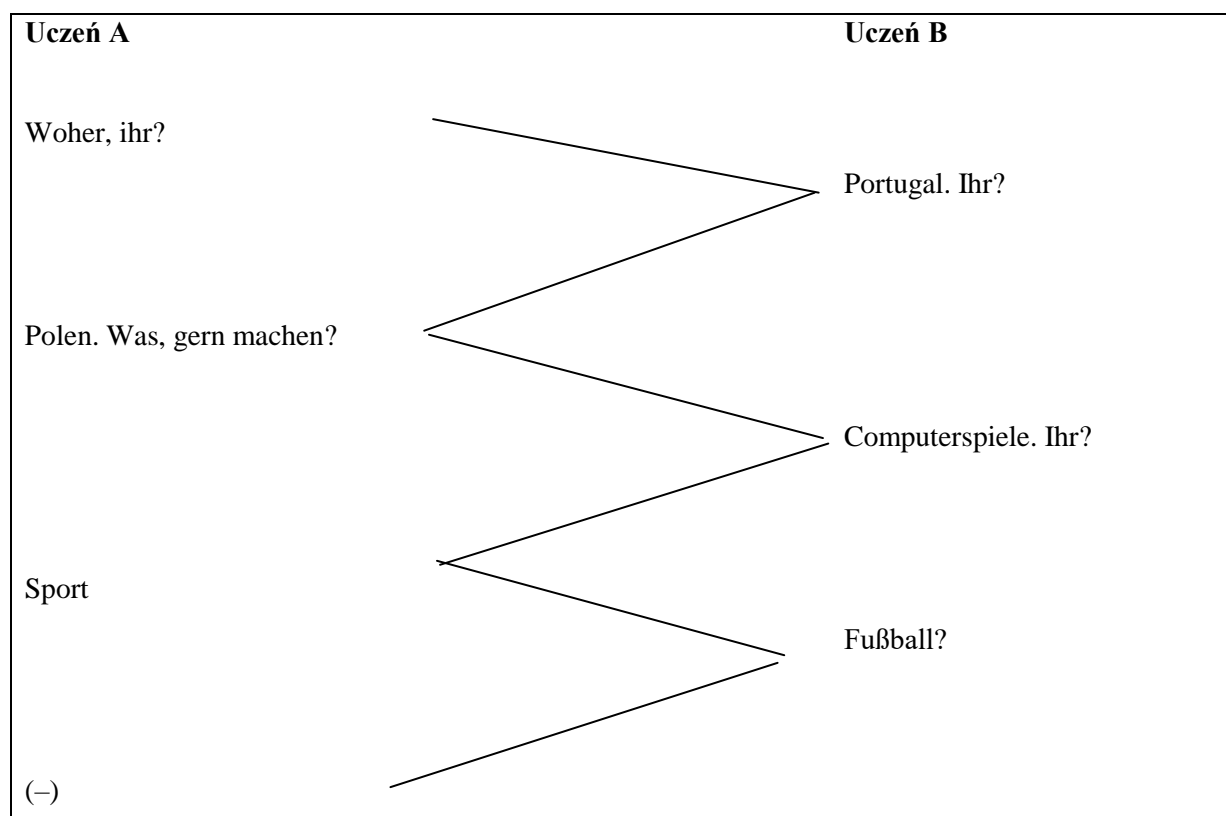 Uczeń A
Uczeń B
Woher, ihr?
Portugal. Ihr?
Polen. Was, gern machen?
Computerspiele. Ihr?
Sport
Fußball?
(–)